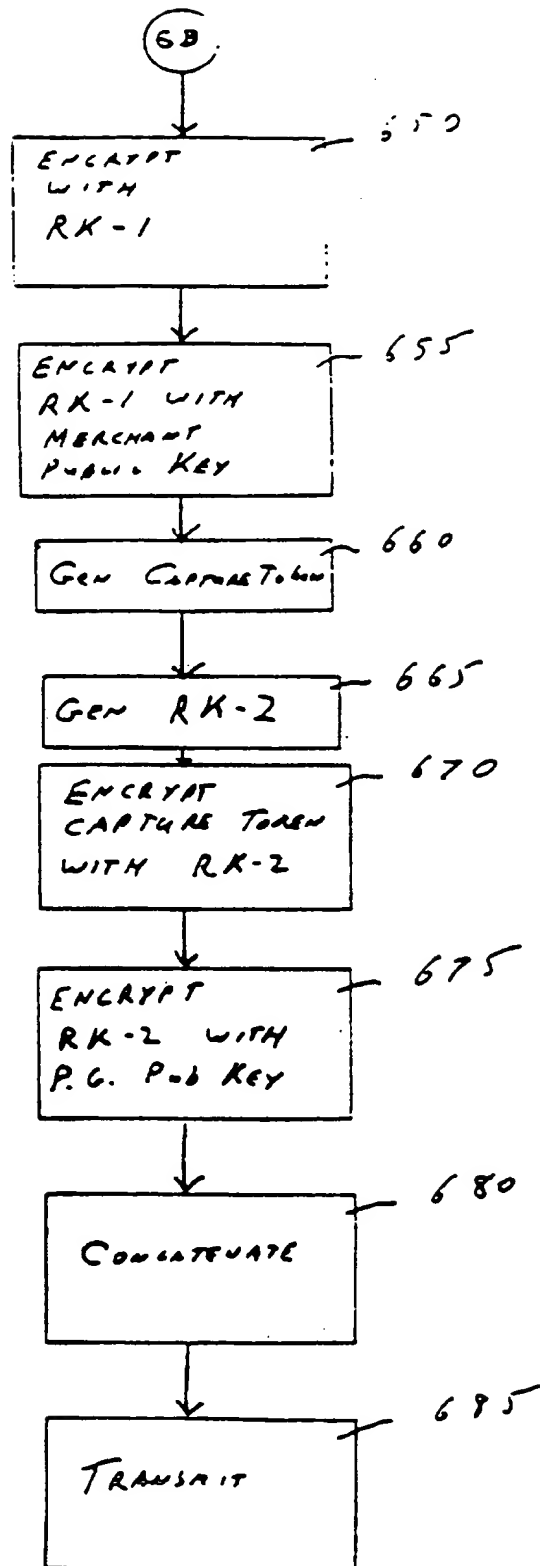 6B
650
ENCRYPT
WITH
RK-1
655
ENCRYPT
RK-1 WITH
MERCHANT
PUBLIC KEY
660
GEN CAPTURE TOKEN
665
GEN RK-2
670
ENCRYPT
CAPTURE TOKEN
WITH RK-2
675
ENCRYPT
RK-2 WITH
P.G. PUB KEY
680
CONCATENATE
685
TRANSMIT